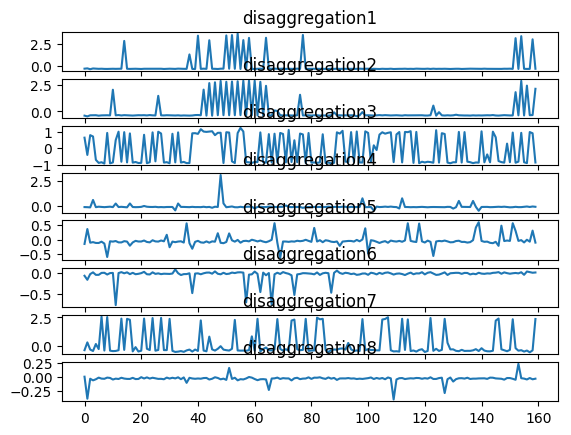 disaggregation1
2.5
0.0
disaggregation2
2.5
0.0
disaggregation3
1
0
−1
disaggregation4
2.5
0.0
disaggregation5
0.5
0.0
−0.5
disaggregation6
0.0
−0.5
disaggregation7
2.5
0.0
disaggregation8
0.25
0.00
−0.25
0 20 40 60 80 100 120 140 160